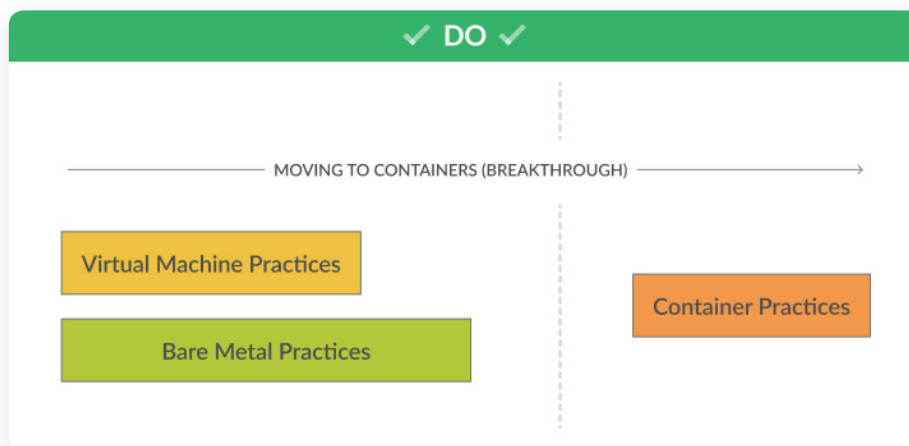 DO
MOVING TO CONTAINERS (BREAKTHROUGH)
Virtual Machine Practices
Container Practices
Bare Metal Practices